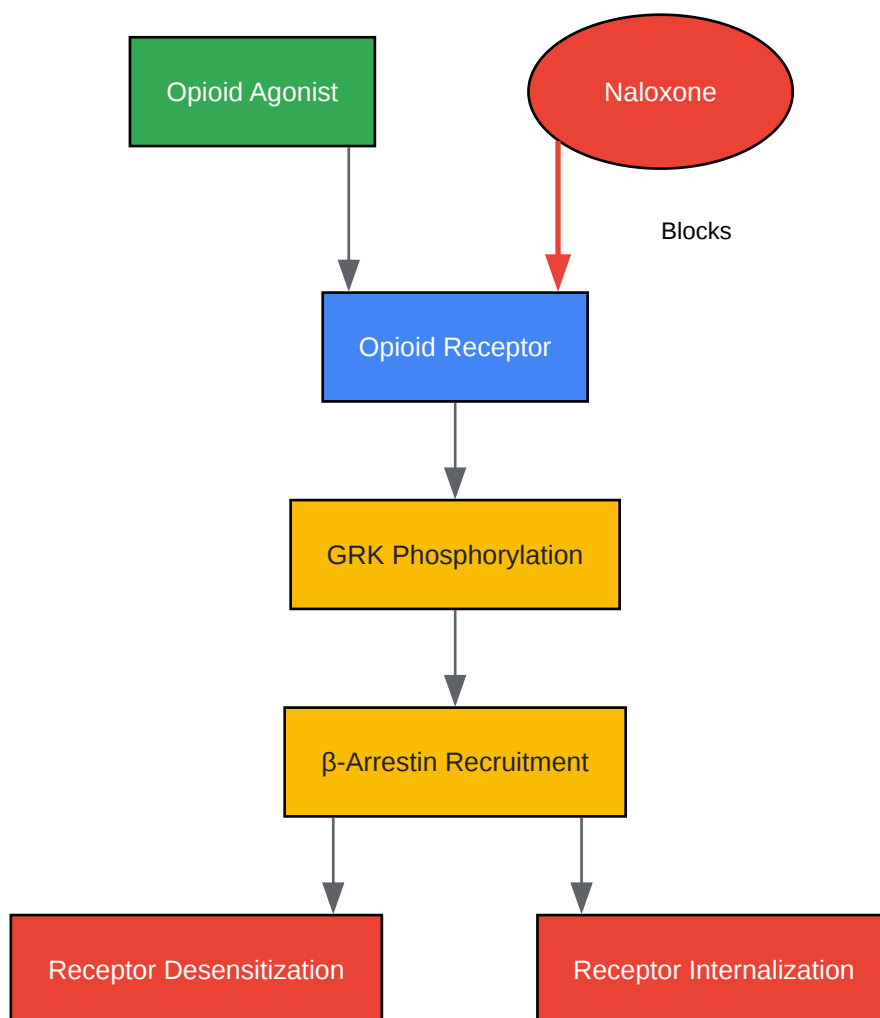 Opioid Agonist
Naloxone
Blocks
Opioid Receptor
GRK Phosphorylation
β-Arrestin Recruitment
Receptor Desensitization
Receptor Internalization